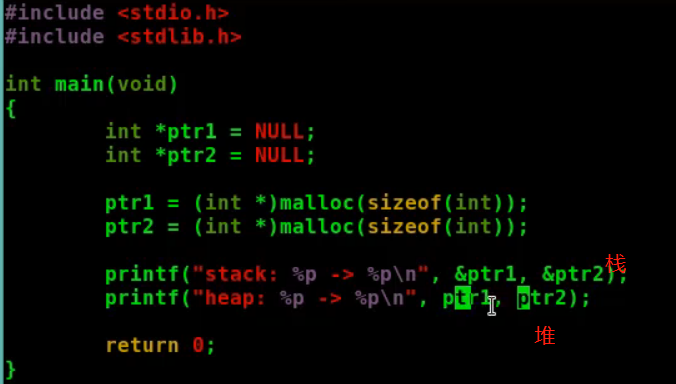 #include <stdio.h>
#include <stdlib.h>
int main(void)
{
int *ptr1 = NULL;
int *ptr2 = NULL;
ptr1 = (int *)malloc(sizeof(int));
ptr2 = (int *)malloc(sizeof(int));
printf("stack: %p -> %p\n", &ptr1, &ptr2); 栈
printf("heap: %p -> %p\n", ptr1, ptr2);
堆
return 0;
}